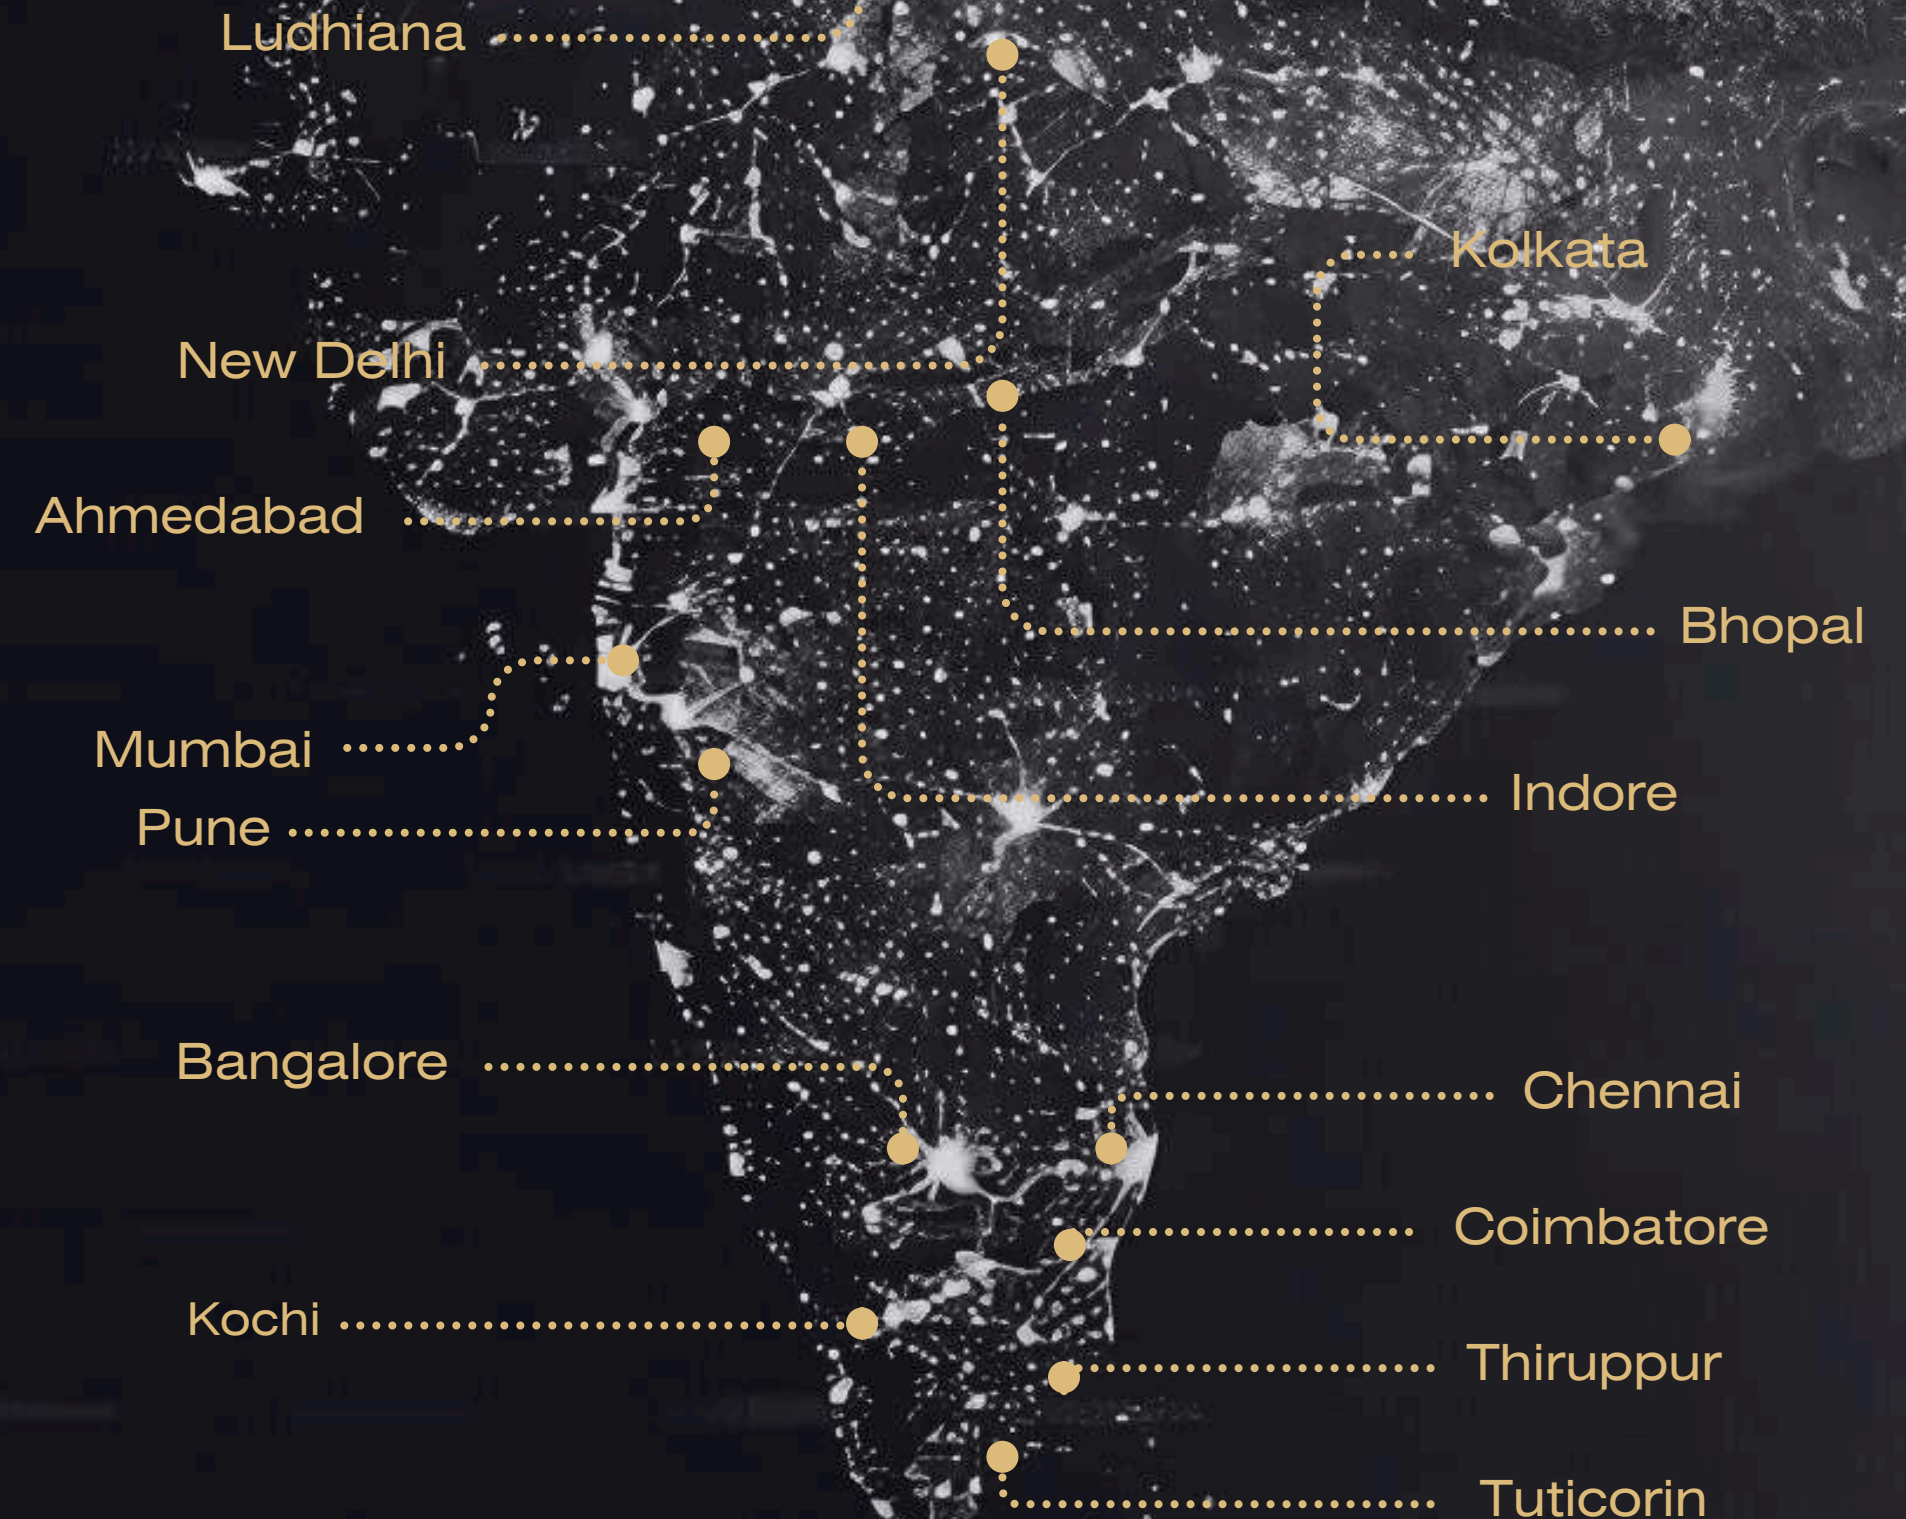 Ludhiana
Kolkata
New Delhi
Ahmedabad
Bhopal
Mumbai
Indore
Pune
Bangalore
Chennai
Coimbatore
Kochi
Thiruppur
Tuticorin